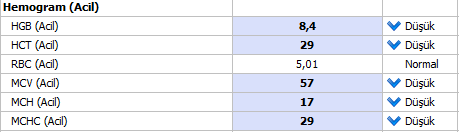 Hemogram (Acil)
HGB (Acil) 8,4 Düşük
HCT (Acil) 29 Düşük
RBC (Acil) 5,01 Normal
MCV (Acil) 57 Düşük
MCH (Acil) 17 Düşük
MCHC (Acil) 29 Düşük